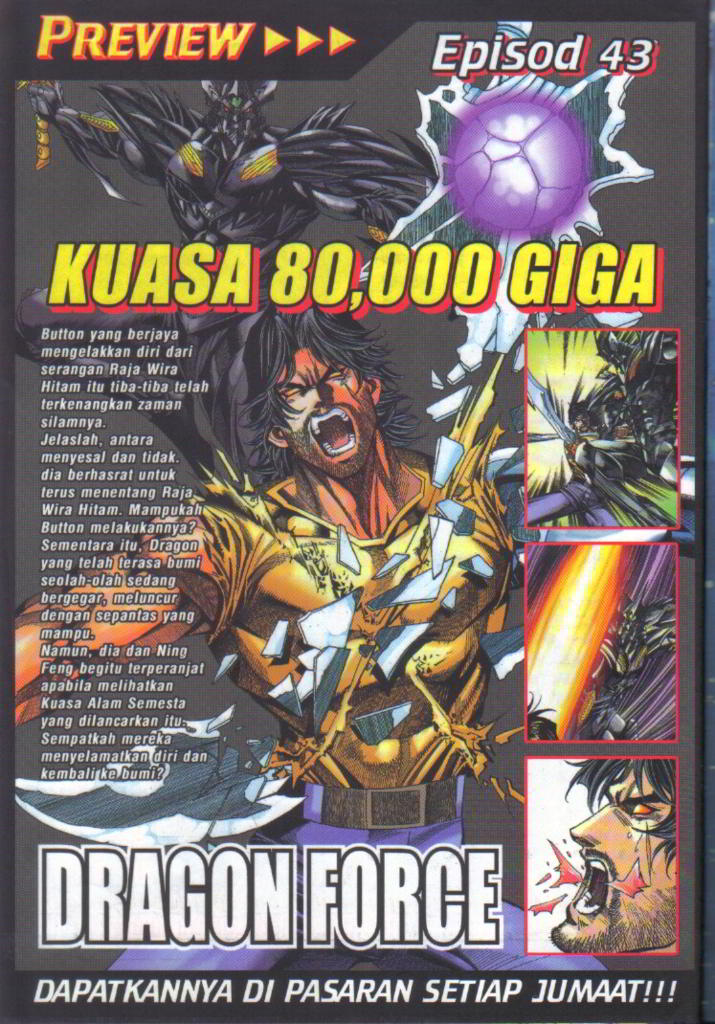 PREVIEW
Episod 43
KUASA 80,000 GIGA
Button yang berjaya
mengelakkan diri dari
serangan Raja Wira
Hitam itu tiba-tiba telah
terkenangkan zaman
silamnya.
Jelaslah, antara
menyesal dan tidak.
dia berhasrat untuk
terus menentang Raja
Wira Hitam. Mampukah
Button melakukannya?
Sementara itu, Dragon
yang telah terasa bumi
seolah-olah sedang
bergegar, meluncur
dengan sepantas yang
mampu.
Namun, dia dan Ning
Feng begitu terperanjat
apabila melihatkan
Kuasa Alam Semesta
yang dilancarkan itu.
Sempatkah mereka
menyelamatkan diri dan
kembali ke bumi?
DRAGON FORCE
DAPATKANNYA DI PASARAN SETIAP JUMAAT!!!